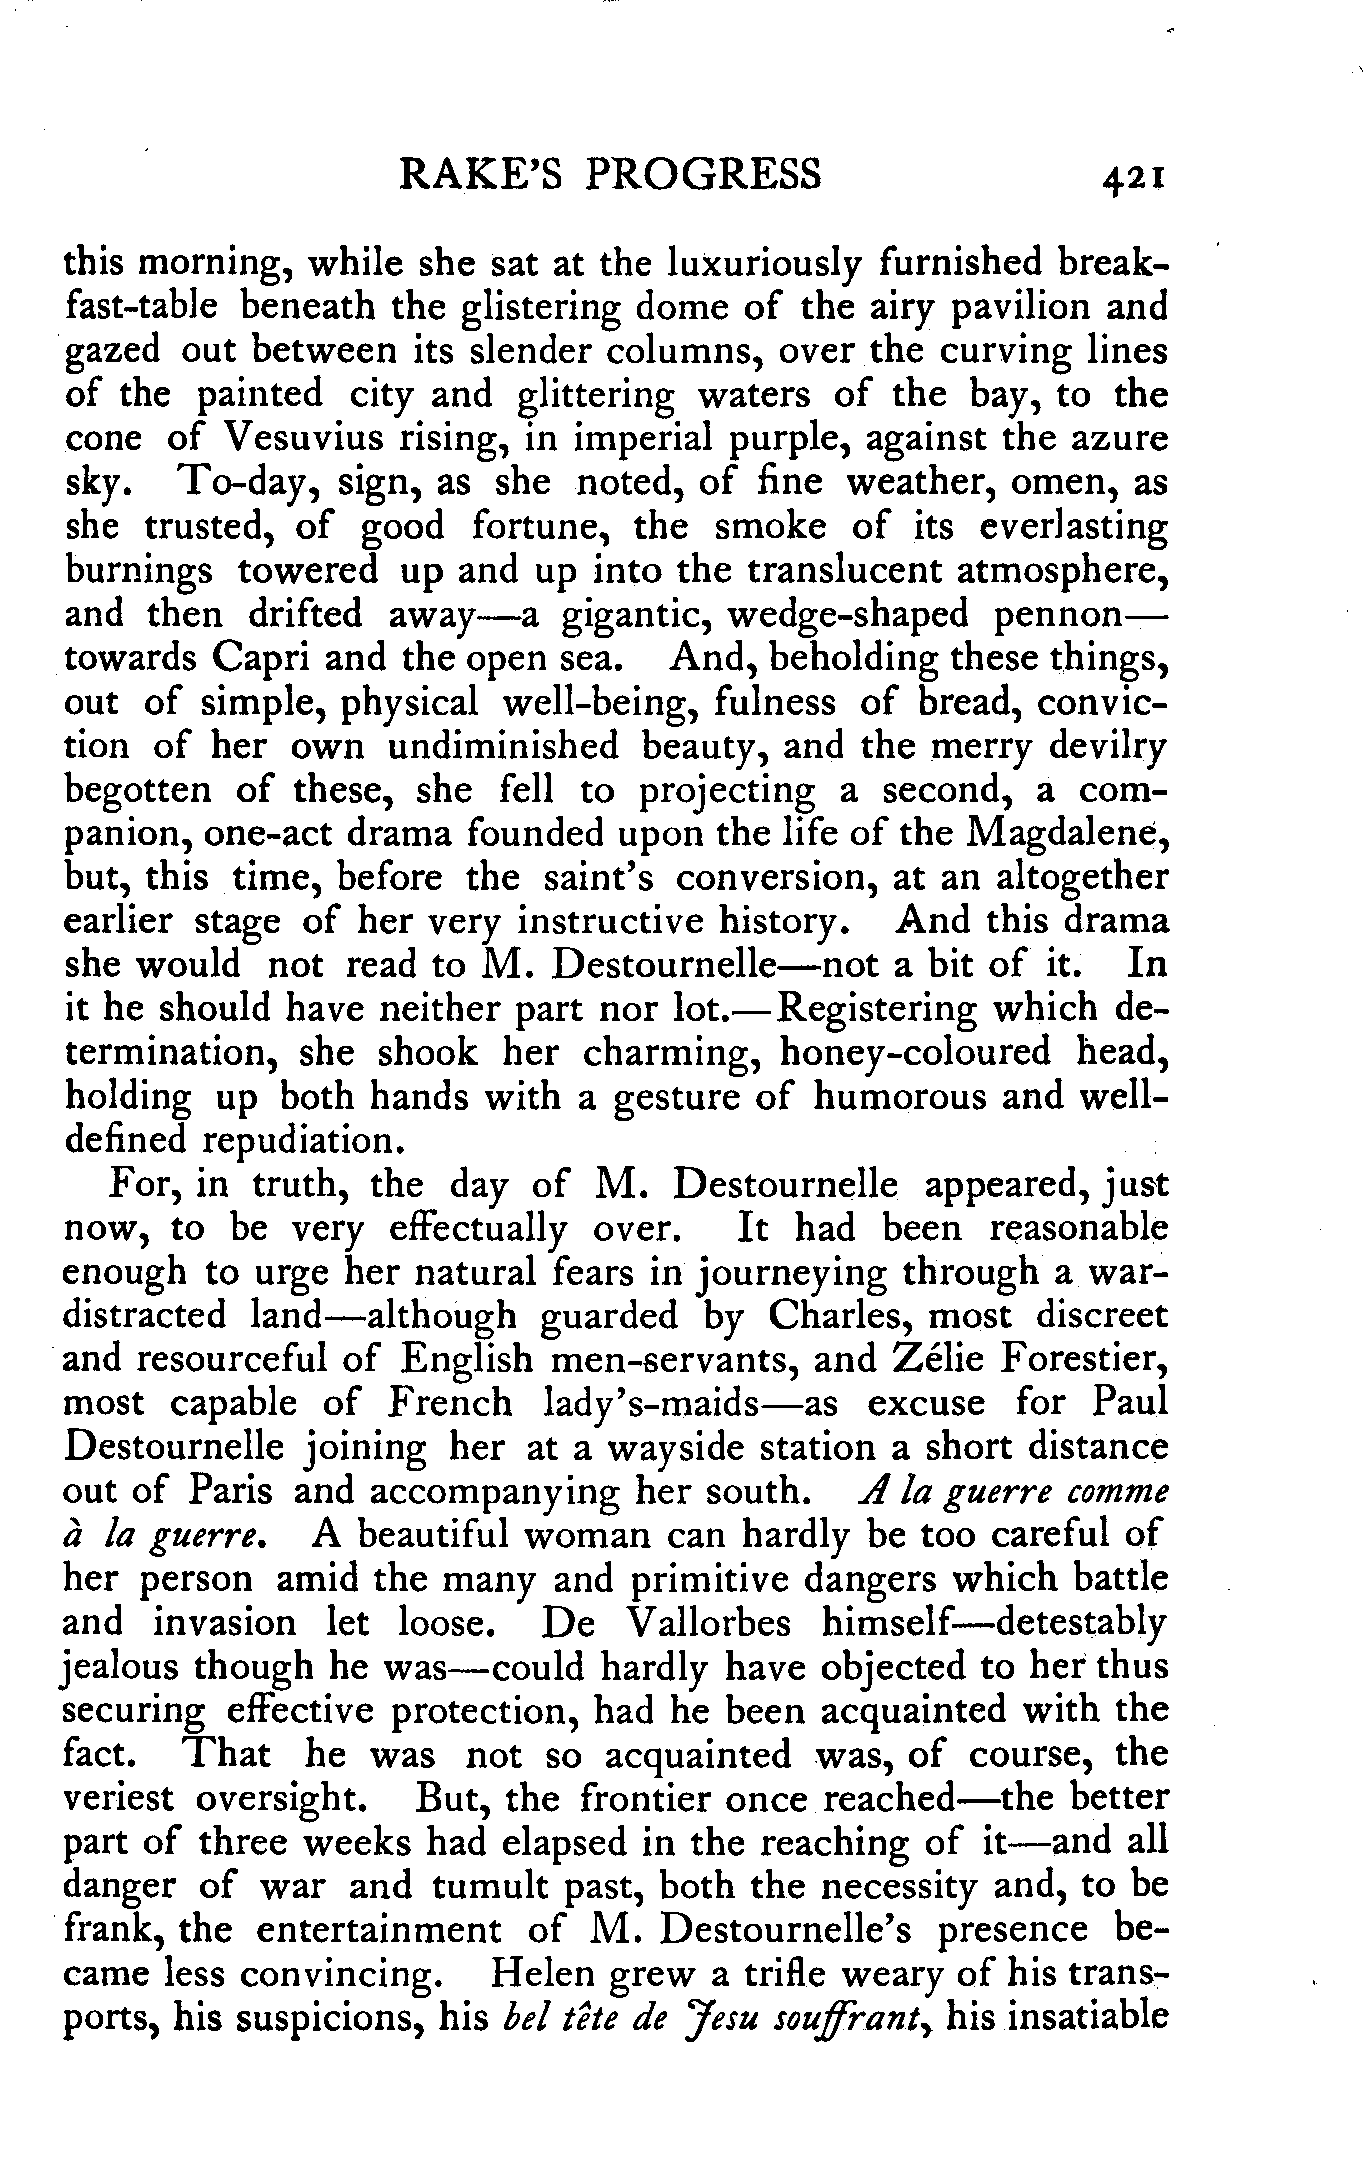 RAKE'S PROGRESS 421
this morning, while she sat at the luxuriously furnished break-
fast-table beneath the glistering dome of the airy pavilion and
gazed out between its slender columns, over the curving lines
of the painted city and glittering waters of the bay, to the
cone of Vesuvius rising, in imperial purple, against the azure
sky. To-day, sign, as she noted, of fine weather, omen, as
she trusted, of good fortune, the smoke of its everlasting
burnings towered up and up into the translucent atmosphere,
and then drifted away—a gigantic, wedge-shaped pennon—
towards Capri and the open sea. And, beholding these things,
out of simple, physical well-being, fulness of bread, convic-
tion of her own undiminished beauty, and the merry devilry
begotten of these, she fell to projecting a second, a com-
panion, one-act drama founded upon the life of the Magdalene,
but, this time, before the saint's conversion, at an altogether
earlier stage of her very instructive history. And this drama
she would not read to M. Destournelle—not a bit of it. In
it he should have neither part nor lot.—Registering which de-
termination, she shook her charming, honey-coloured head,
holding up both hands with a gesture of humorous and well-
defined repudiation.
For, in truth, the day of M. Destournelle appeared, just
now, to be very effectually over. It had been reasonable
enough to urge her natural fears in journeying through a war-
distracted land—although guarded by Charles, most discreet
and resourceful of English men-servants, and Zélie Forestier,
most capable of French lady's-maids—as excuse for Paul
Destournelle joining her at a wayside station a short distance
out of Paris and accompanying her south. A la guerre comme
à la guerre. A beautiful woman can hardly be too careful of
her person amid the many and primitive dangers which battle
and invasion let loose. De Vallorbes himself—detestably
jealous though he was—could hardly have objected to her thus
securing effective protection, had he been acquainted with the
fact. That he was not so acquainted was, of course, the
veriest oversight. But, the frontier once reached—the better
part of three weeks had elapsed in the reaching of it—and all
danger of war and tumult past, both the necessity and, to be
frank, the entertainment of M. Destournelle's presence be-
came less convincing. Helen grew a trifle weary of his trans-
ports, his suspicions, his bel tête de Jesu souffrant, his insatiable